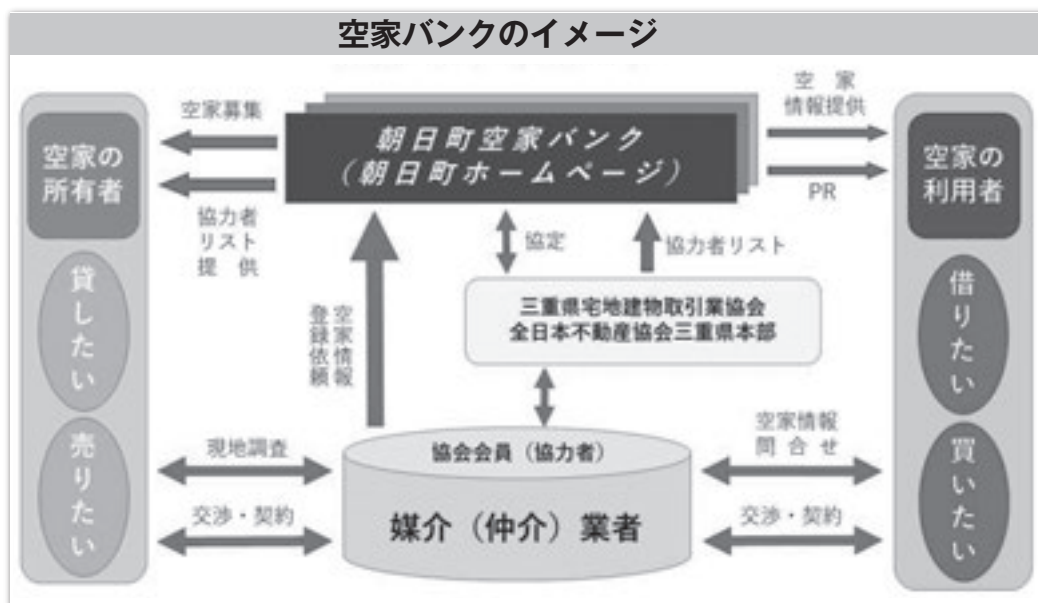 空家バンクのイメージ
空家募集
協力者
リスト
提 供
朝日町空家バンク
（朝日町ホームページ）
空 家
情報提供
PR
空家の
所有者
貸したい
売りたい
空家の
利用者
借りたい
買いたい
協定
協力者リスト
三重県宅地建物取引業協会
全日本不動産協会三重県本部
空家情報
登録依頼
現地調査
交渉・契約
協会会員（協力者）
媒介（仲介）業者
空家情報
問 合 せ
交渉・契約